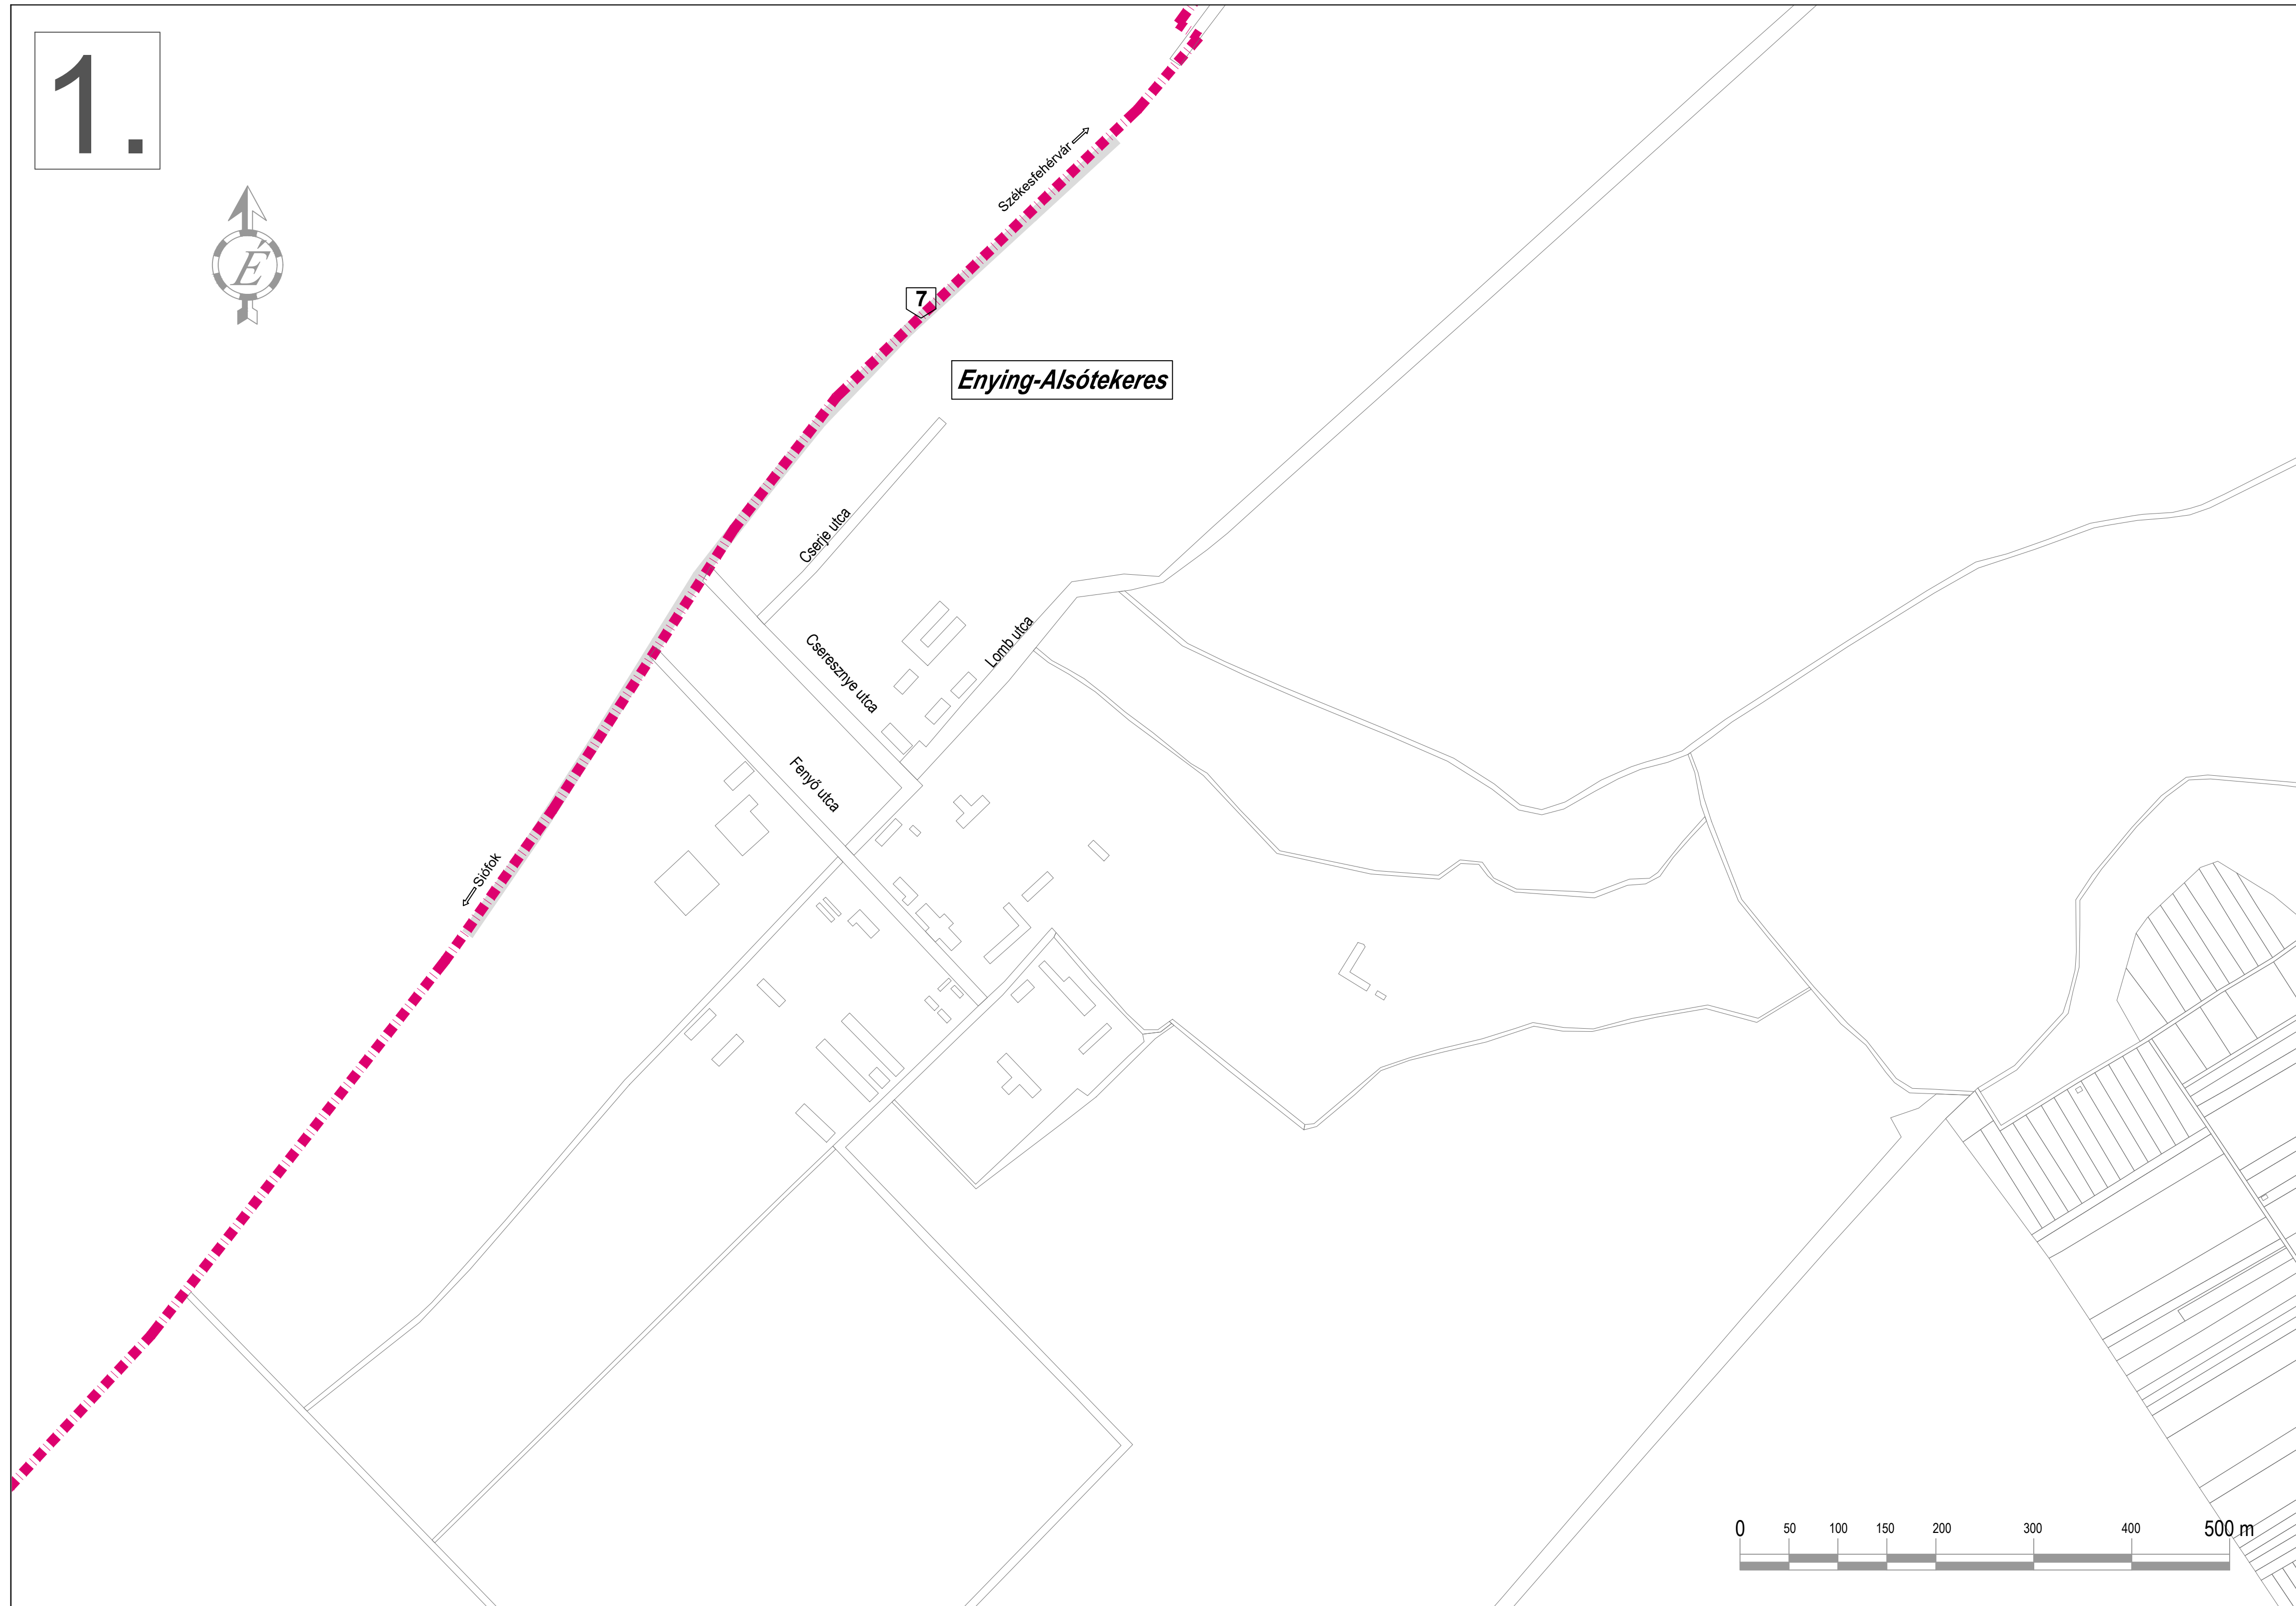 1.
É
Székesfehérvár
7
Enying-Alsótekeres
Cserje utca
Cseresznye utca
Lomb utca
Fenyő utca
Siófok
0 50 100 150 200 300 400 500 m